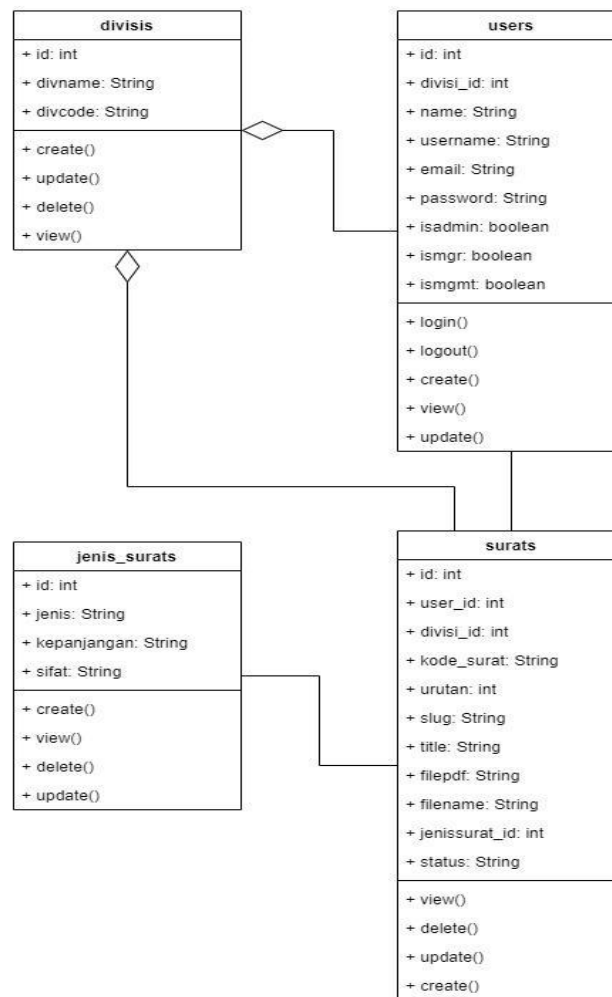 divisis
+ id: int
+ divname: String
+ divcode: String
+ create()
+ update()
+ delete()
+ view()
users
+ id: int
+ divisi_id: int
+ name: String
+ username: String
+ email: String
+ password: String
+ isadmin: boolean
+ ismgr: boolean
+ ismgmt: boolean
+ login()
+ logout()
+ create()
+ view()
+ update()
jenis_surats
+ id: int
+ jenis: String
+ kepanjangan: String
+ sifat: String
+ create()
+ view()
+ delete()
+ update()
surats
+ id: int
+ user_id: int
+ divisi_id: int
+ kode_surat: String
+ urutan: int
+ slug: String
+ title: String
+ filepdf: String
+ filename: String
+ jenissurat_id: int
+ status: String
+ view()
+ delete()
+ update()
+ create()